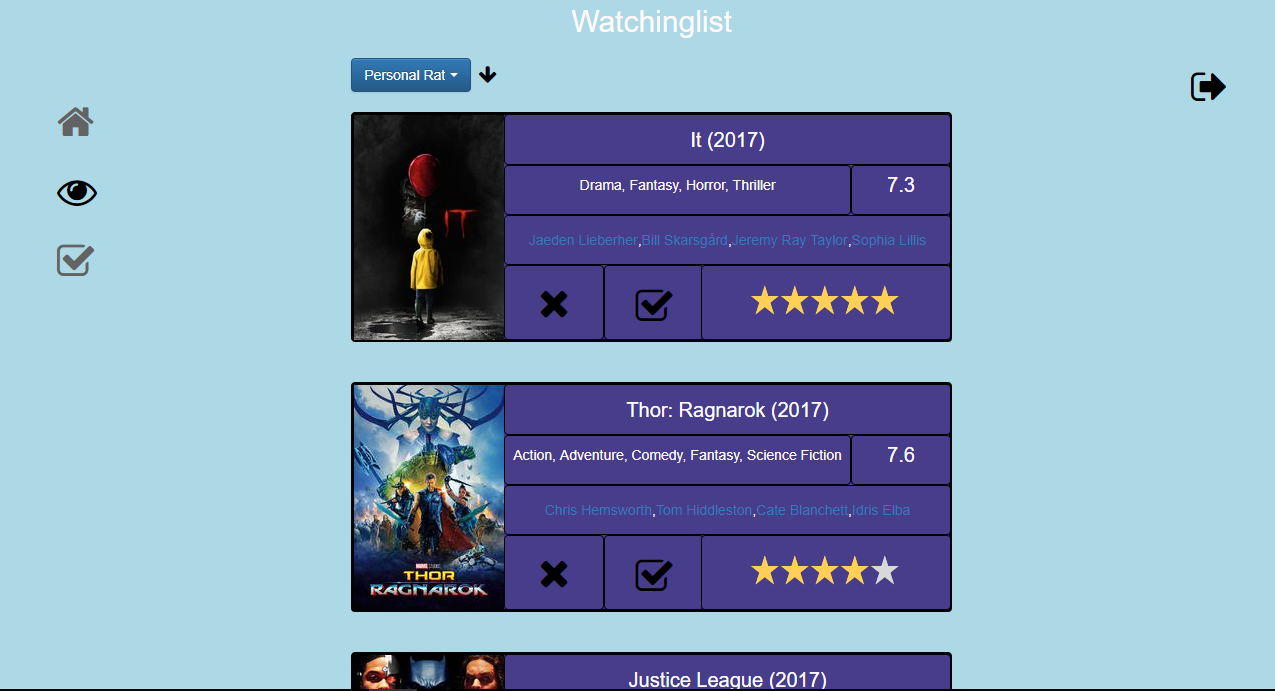 Watchinglist
Personal Rat
It (2017)
Drama, Fantasy, Horror, Thriller
7.3
IT
Jaeden Lieberher,Bill Skarsgård,Jeremy Ray Taylor,Sophia Lillis
Thor: Ragnarok (2017)
Action, Adventure, Comedy, Fantasy, Science Fiction
7.6
Chris Hemsworth,Tom Hiddleston,Cate Blanchett,Idris Elba
THOR
RAGNAROK
Justice League (2017)